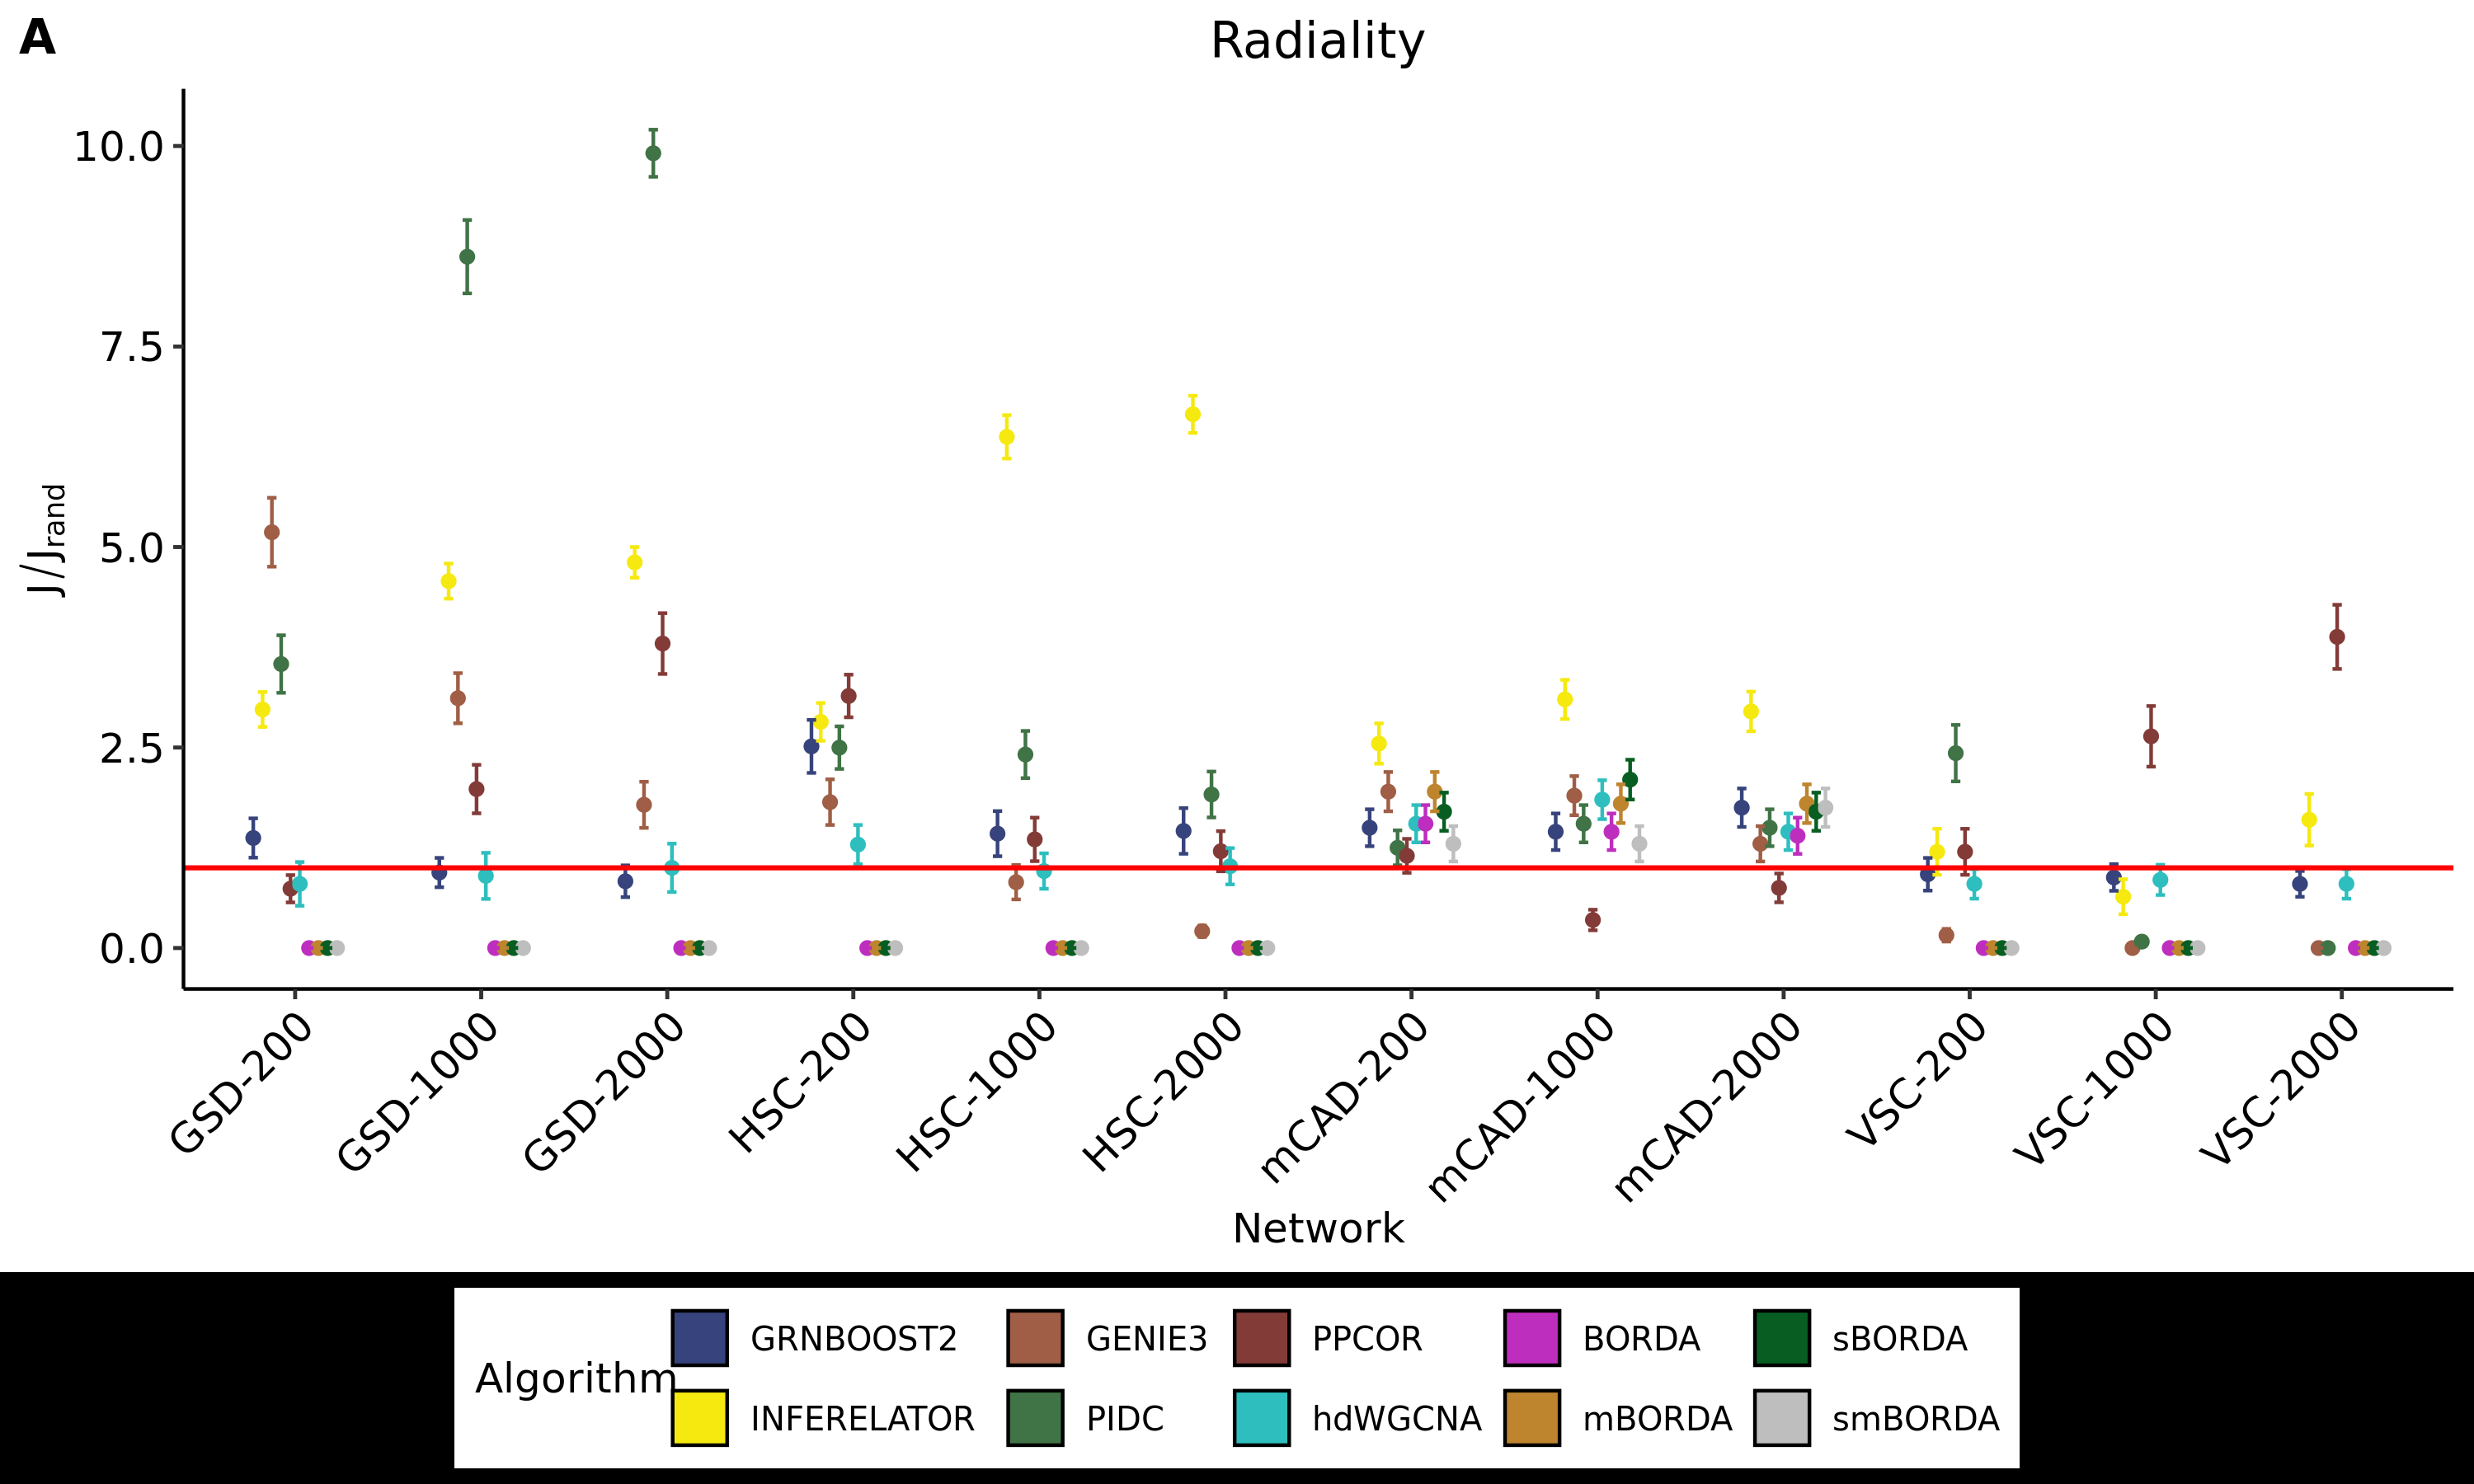 A
Radiality
10.0
7.5
5.0
2.5
0.0
J/Jrand
GSD-200
GSD-1000
GSD-2000
HSC-200
HSC-1000
HSC-2000
mCAD-200
mCAD-1000
mCAD-2000
VSC-200
VSC-1000
VSC-2000
Network
Algorithm
GRNBOOST2
GENIE3
PPCOR
BORDA
sBORDA
INFERELATOR
PIDC
hdWGCNA
mBORDA
smBORDA